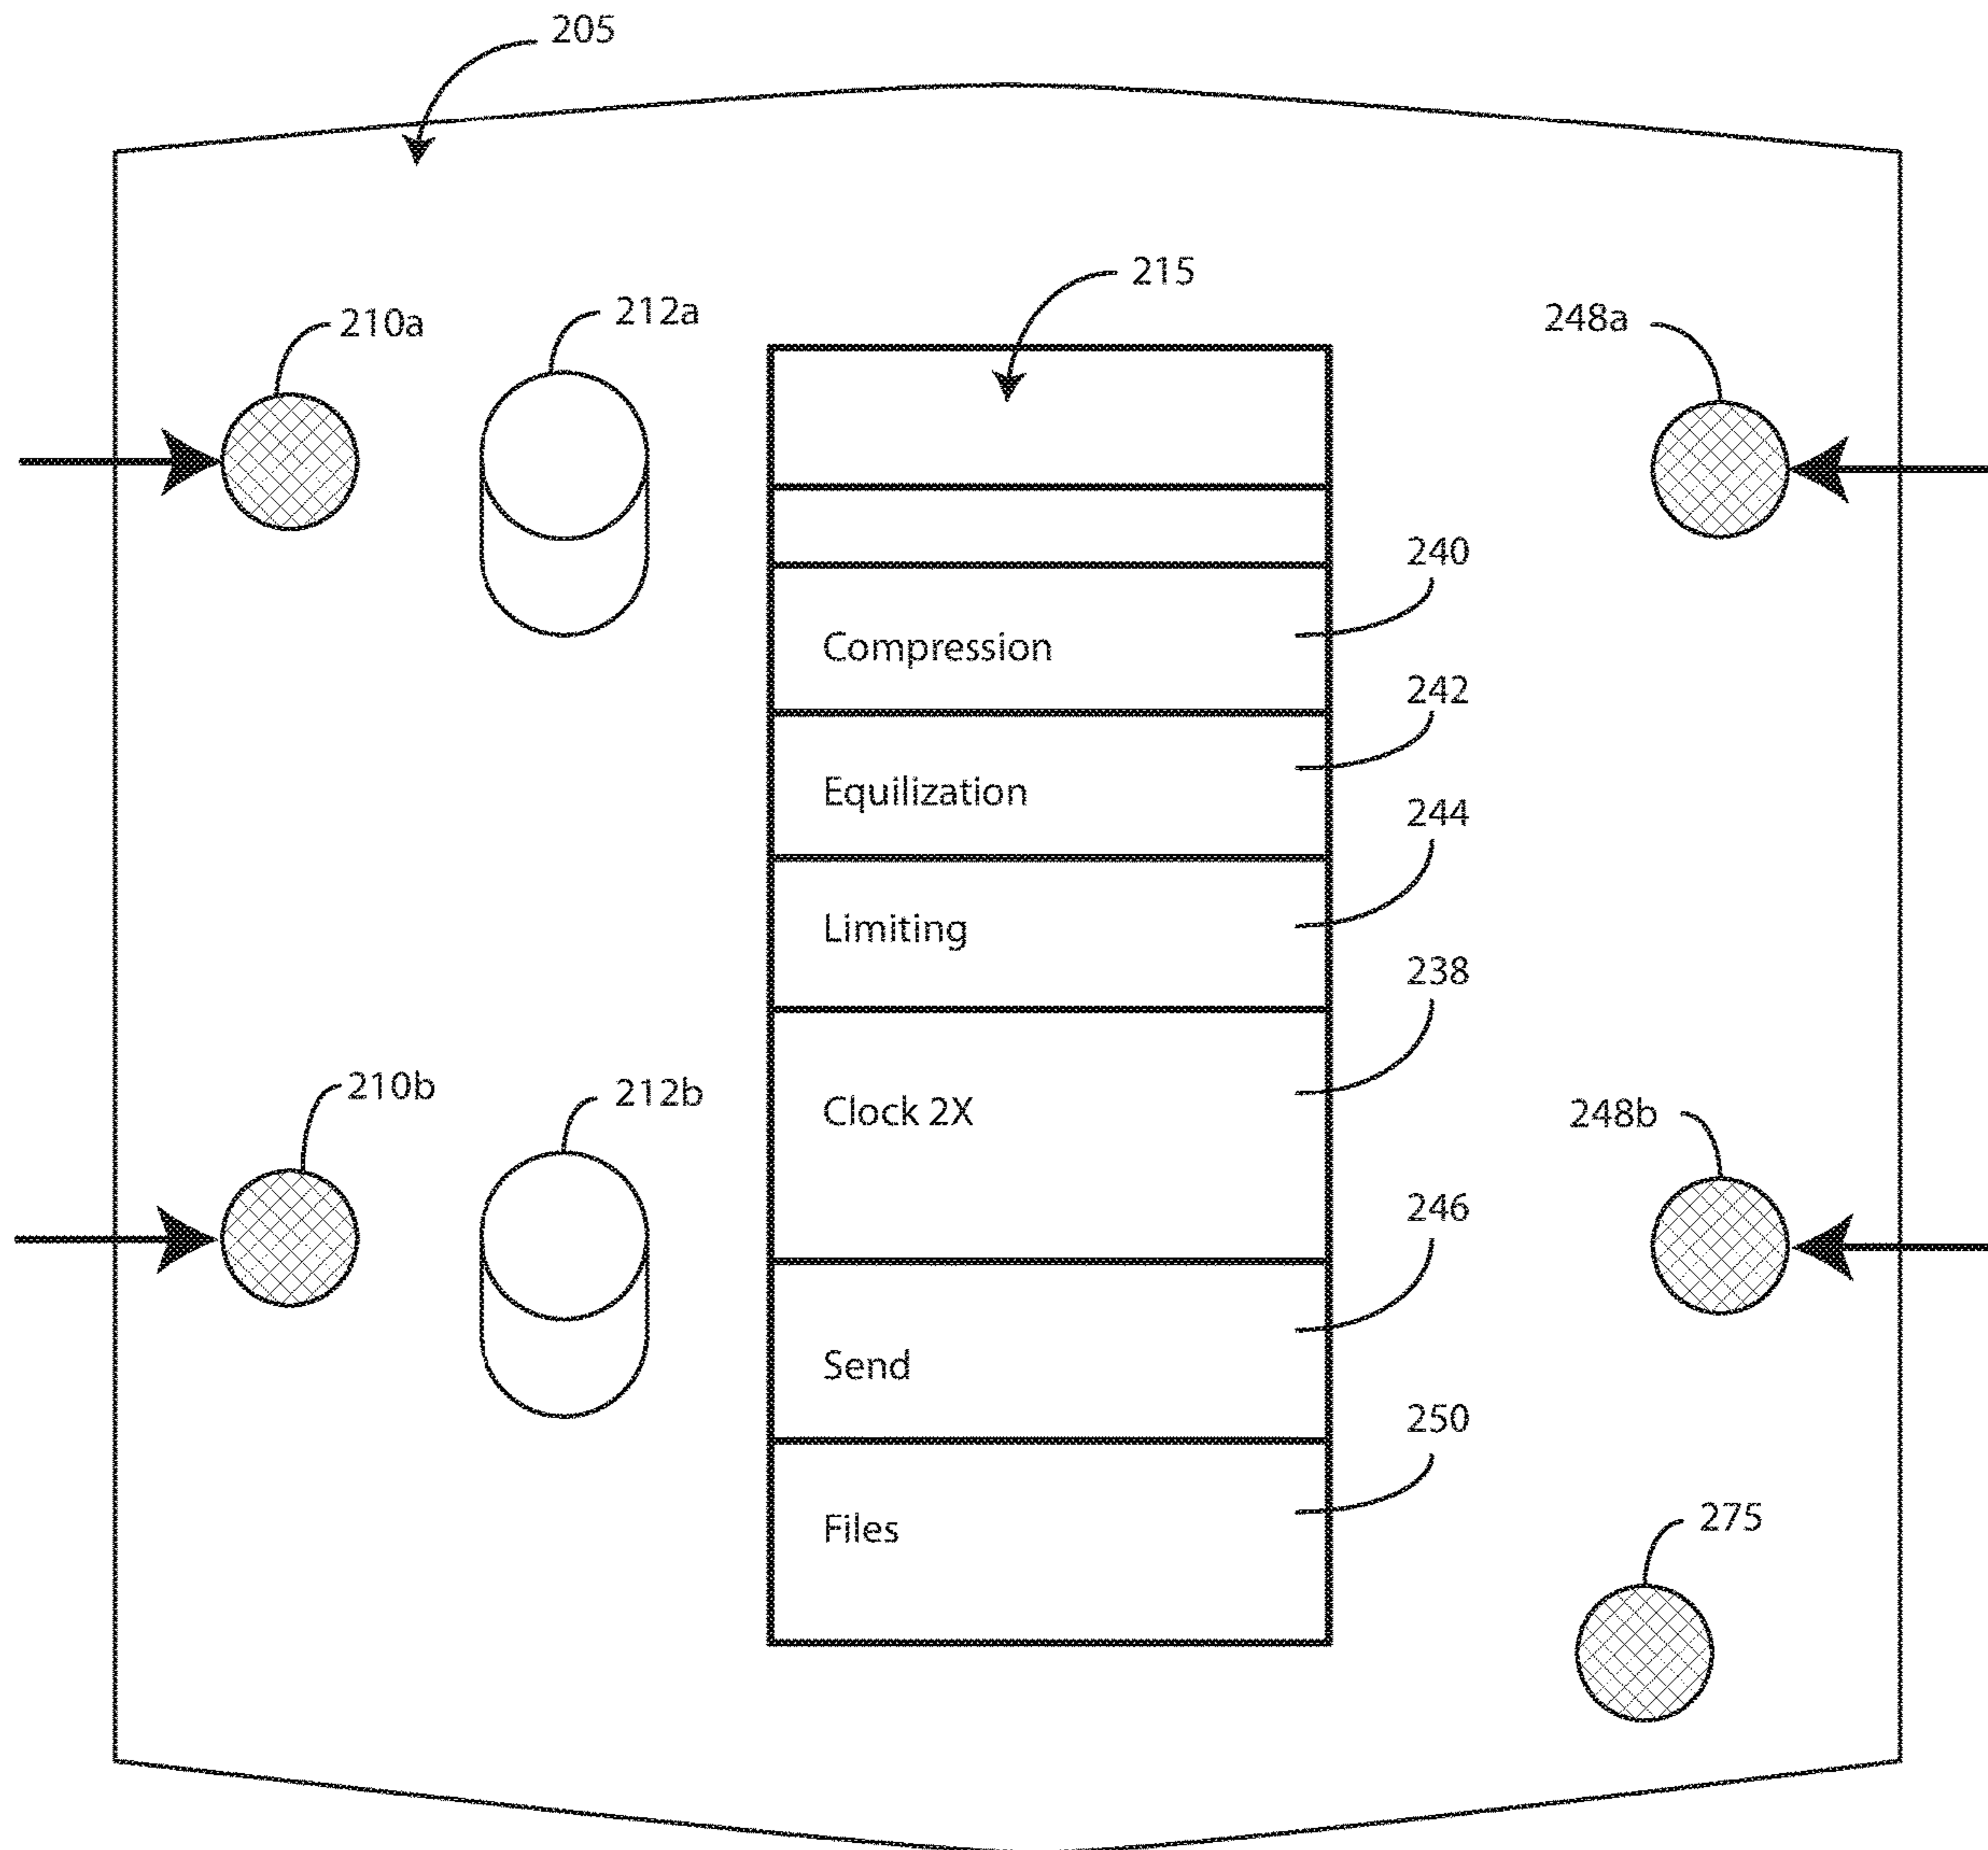 205
215
210a
212a
248a
240
Compression
242
Equilization
244
Limiting
238
Clock 2X
210b
212b
248b
246
Send
250
Files
275